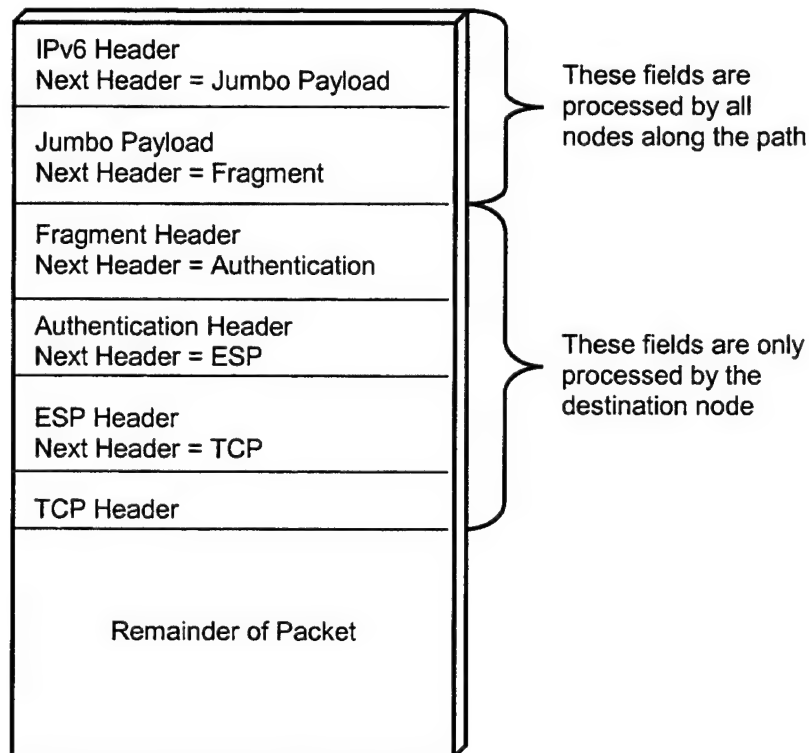 IPv6 Header
Next Header = Jumbo Payload
Jumbo Payload
Next Header = Fragment
Fragment Header
Next Header = Authentication
Authentication Header
Next Header = ESP
ESP Header
Next Header = TCP
TCP Header
Remainder of Packet
These fields are
processed by all
nodes along the path
These fields are only
processed by the
destination node